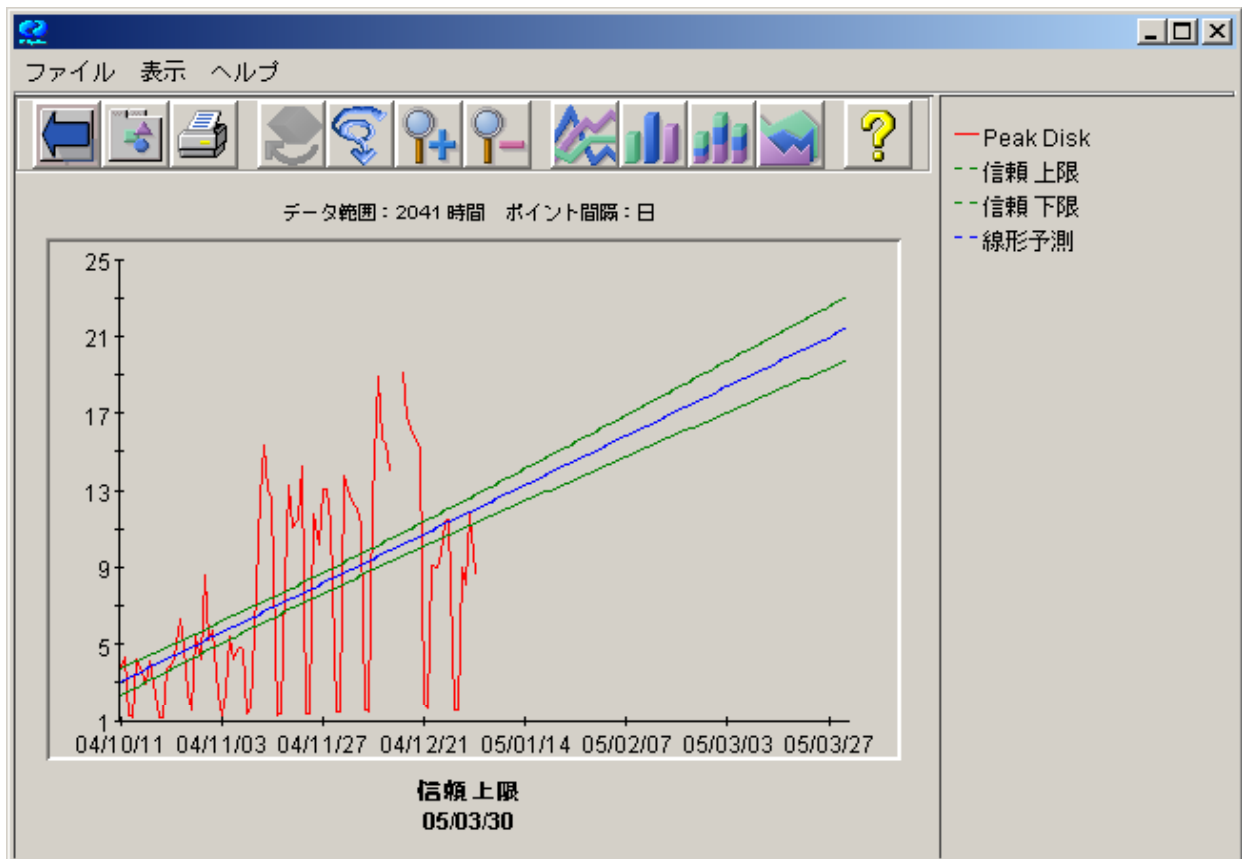 ファイル 表示 ヘルプ
データ範囲：2041 時間 ポイント間隔：日
25
21
17
13
9
5
1
04/10/11 04/11/03 04/11/27 04/12/21 05/01/14 05/02/07 05/03/03 05/03/27
信頼 上限
05/03/30
Peak Disk
信頼 上限
信頼 下限
線形予測